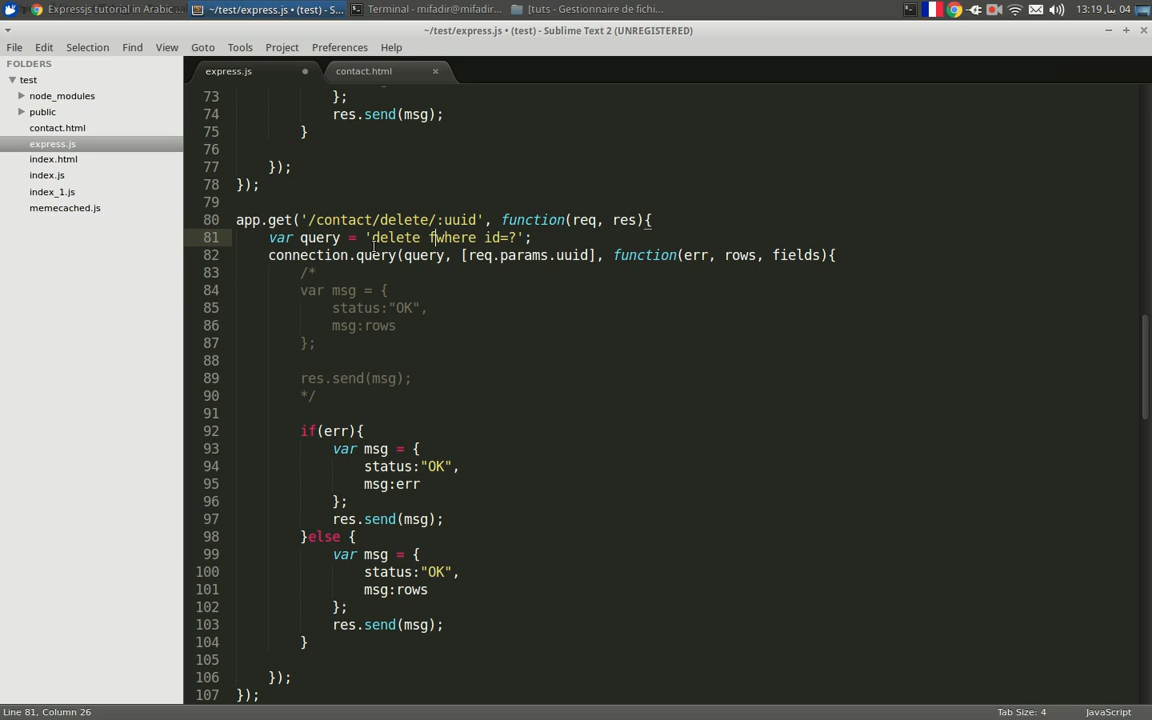 Expressjs tutorial in Arabic ...
~/test/express.js • (test) - S...
Terminal - mifadir@mifadir...
[tuts - Gestionnaire de fichi...
13:19 ,بنا 04
~/test/express.js • (test) - Sublime Text 2 (UNREGISTERED)
File Edit Selection Find View Goto Tools Project Preferences Help
FOLDERS
test
node_modules
public
contact.html
express.js
index.html
index.js
index_1.js
memecached.js
express.js
contact.html
73 };
74 res.send(msg);
75 }
76
77 });
78 });
79
80 app.get('/contact/delete/:uuid', function(req, res){
81 var query = 'delete fwhere id=?';
82 connection.query(query, [req.params.uuid], function(err, rows, fields){
83 /*
84 var msg = {
85 status:"OK",
86 msg:rows
87 };
88
89 res.send(msg);
90 */
91
92 if(err){
93 var msg = {
94 status:"OK",
95 msg:err
96 };
97 res.send(msg);
98 }else {
99 var msg = {
100 status:"OK",
101 msg:rows
102 };
103 res.send(msg);
104 }
105
106 });
107 });
Line 81, Column 26
Tab Size: 4
JavaScript